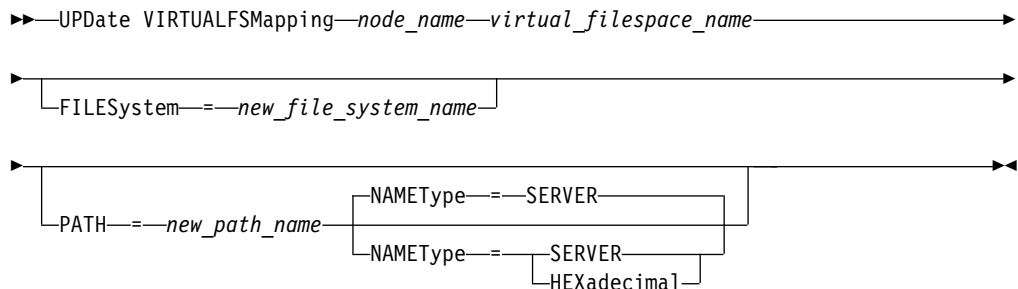 UPDate VIRTUALFSMapping node_name virtual_filespace_name
FILESystem = new_file_system_name
NAMEType = SERVER
PATH = new_path_name
NAMEType = SERVER
HEXadecimal